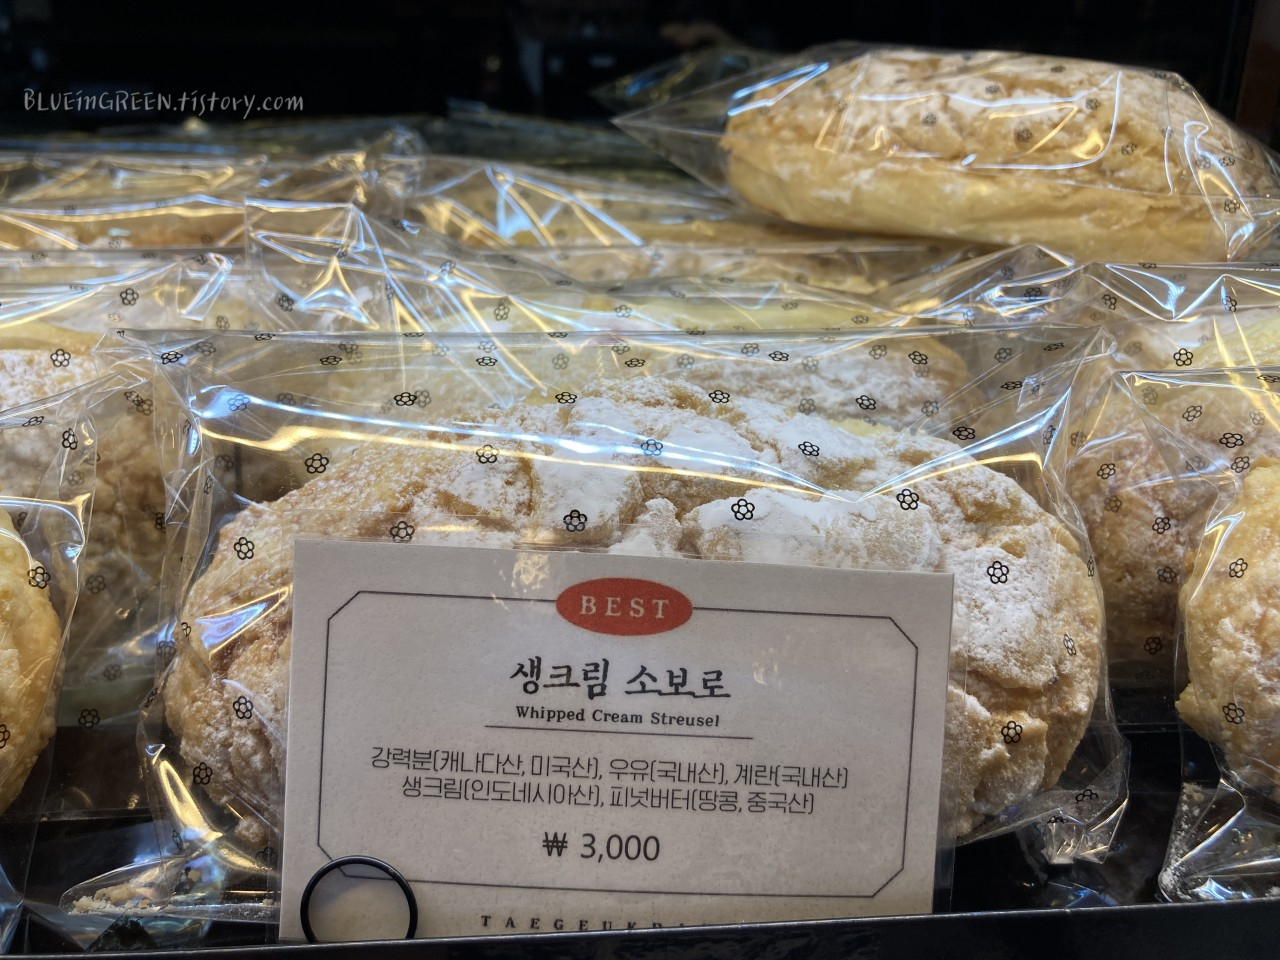 BLUEinGREEN.tistory.com
BEST
생크림 소보로
Whipped Cream Streusel
강력분(캐나다산, 미국산), 우유(국내산), 계란(국내산)
생크림(인도네시아산), 피넛버터(땅콩, 중국산)
₩ 3,000